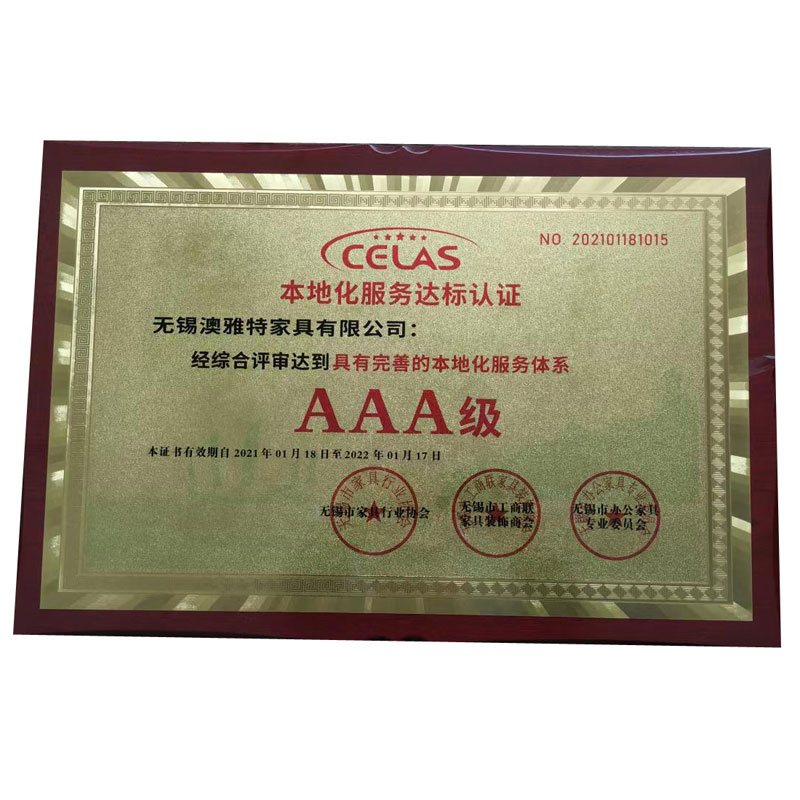 CELAS
NO. 202101181015
本地化服务达标认证
无锡澳雅特家具有限公司：
经综合评审达到具有完善的本地化服务体系
AAA级
本证书有效期自2021年01月18日至2022年01月17日
无锡市家具行业协会
无锡市工商联
家具装饰商会
无锡市办公家具
专业委员会